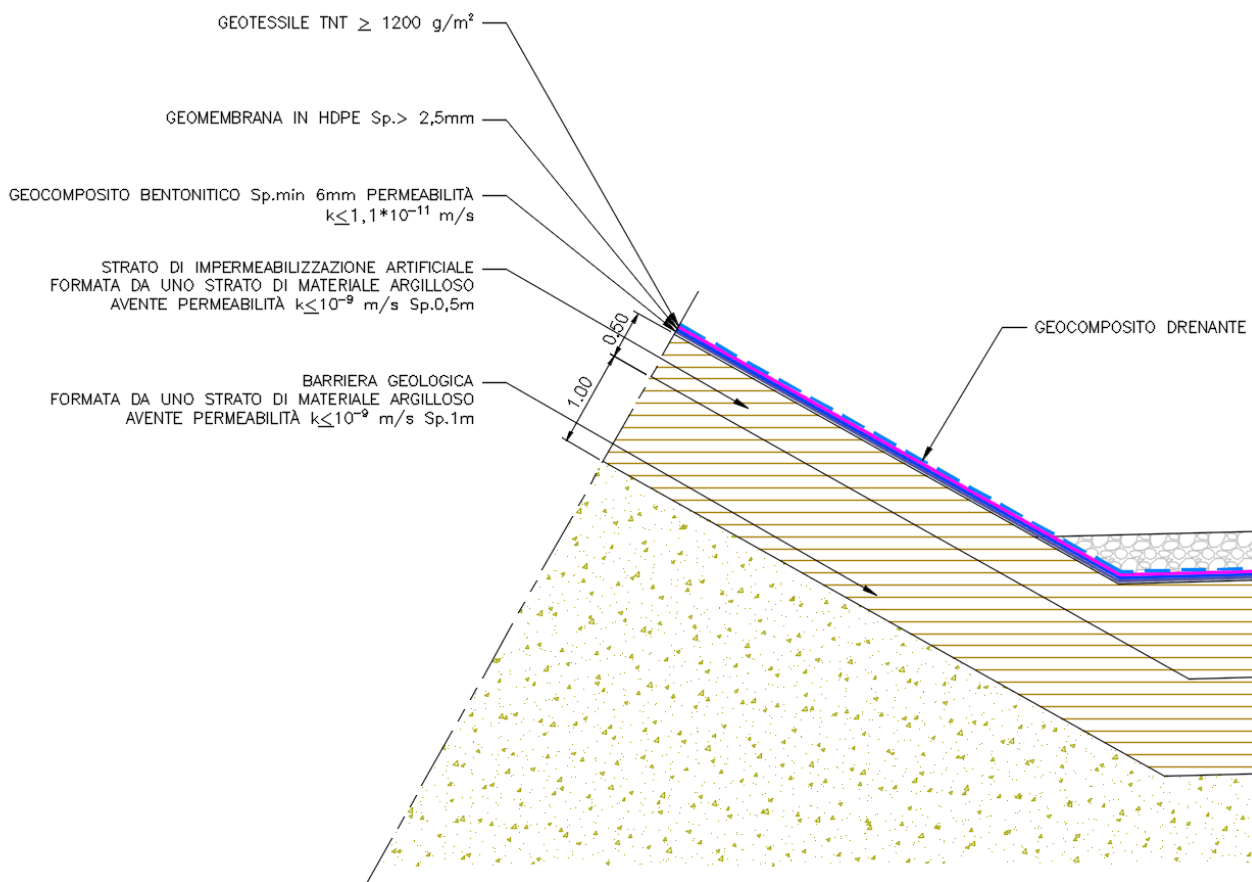 GEOTESSILE TNT ≥ 1200 g/m²
GEOMEMBRANA IN HDPE Sp.> 2,5mm
GEOCOMPOSITO BENTONITICO Sp.min 6mm PERMEABILITÀ
k≤1,1*10⁻¹¹ m/s
STRATO DI IMPERMEABILIZZAZIONE ARTIFICIALE
FORMATA DA UNO STRATO DI MATERIALE ARGILLOSO
AVENTE PERMEABILITÀ k≤10⁻⁹ m/s Sp.0,5m
0.50
GEOCOMPOSITO DRENANTE
BARRIERA GEOLOGICA
FORMATA DA UNO STRATO DI MATERIALE ARGILLOSO
AVENTE PERMEABILITÀ k≤10⁻⁹ m/s Sp.1m
1.00